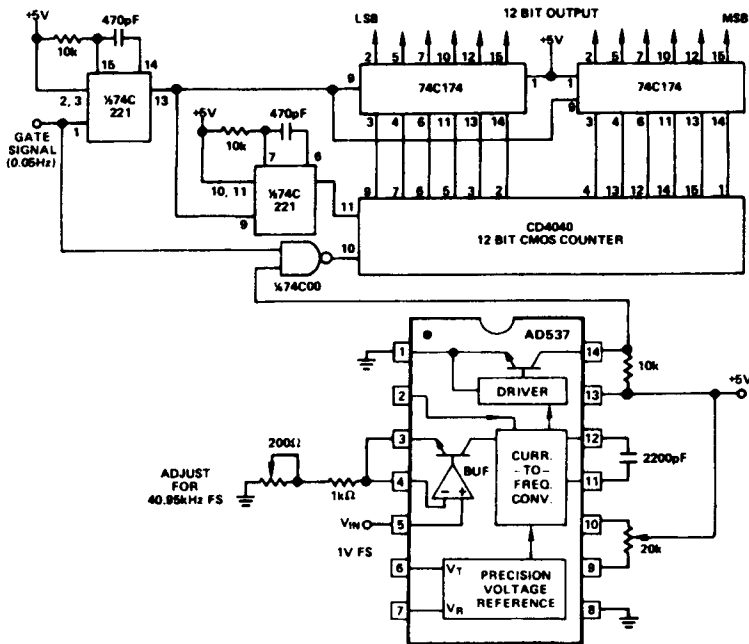 LSB 12 BIT OUTPUT MSB
+5V 470pF
10k
15 14
2 5 7 10 12 15 +5V 2 5 7 10 12 15
2, 3 ½74C 221 13
9 74C174 1 1 74C174
9
GATE SIGNAL (0.05Hz)
1
+5V 470pF
10k
7 6
3 4 6 11 13 14 3 4 6 11 13 14
10, 11 ½74C 221
9
9 7 6 5 3 2 4 13 12 14 15 1
11
CD4040
12 BIT CMOS COUNTER
10
¼74C00
AD537
1 14
10k
DRIVER
+5V
2 13
200Ω
3 12
2200pF
BUF
CURR. -TO- FREQ. CONV.
ADJUST FOR 40.95kHz FS
1kΩ
4 11
- +
VIN 5 10
20k
1V FS
6 VT PRECISION VOLTAGE REFERENCE 9
7 VR 8